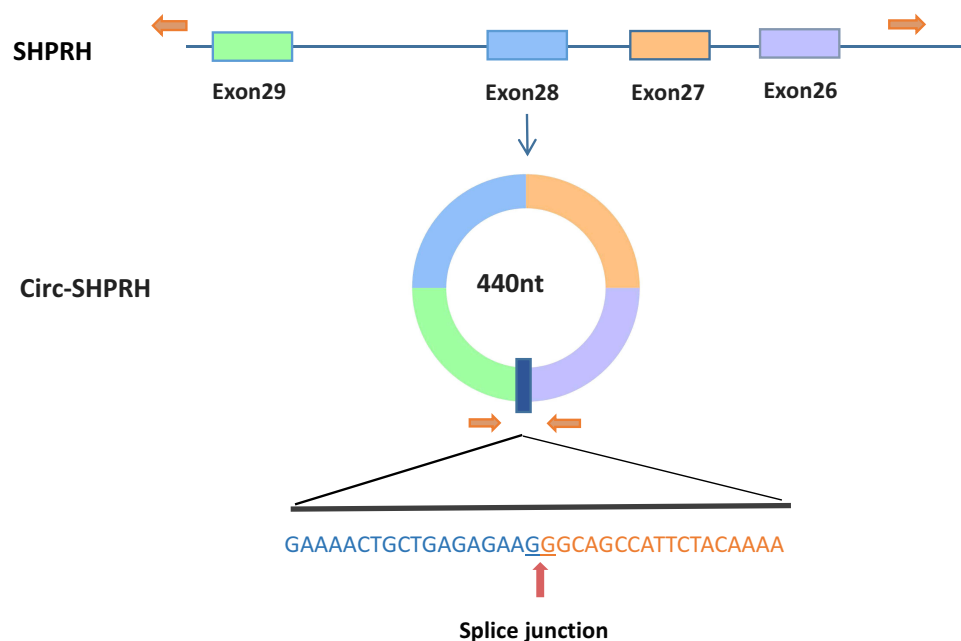 SHPRH
Exon29 Exon28 Exon27 Exon26
Circ-SHPRH
440nt
GAAAACTGCTGAGAGAAGGGCAGCCATTCTACAAAA
Splice junction